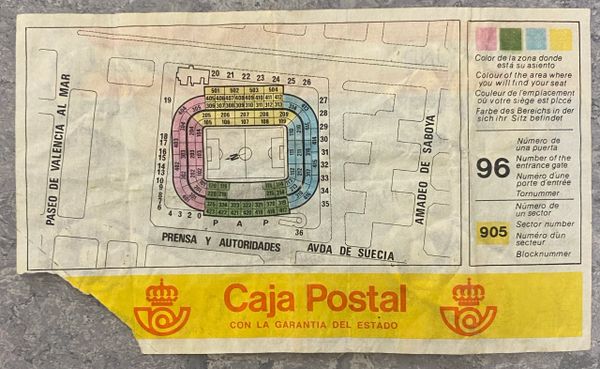 Color de la zona donde
está su asiento
Colour of the area where
you will find your seat
Couleur de l'emplacement
où votre siège est placé
Farbe des Bereichs in der
sich ihr Sitz befindet
96
Número de
una puerta
Number of the
entrance gate
Numéro d'une
porte d'entrée
Tornummer
905
Número de
un sector
Sector number
Numéro d'un
secteur
Blocknummer
PASEO DE VALENCIA AL MAR
AMADEO DE SABOYA
20 21 22 23 24 25 26
19
27
28
29
30
31
32
33
34
35
36
18
17
16
15
14
13
10
9
6
5
4 3 2 0
P A P
501 502 503 504
PRENSA Y AUTORIDADES
AVDA DE SUECIA
Caja Postal
CON LA GARANTIA DEL ESTADO